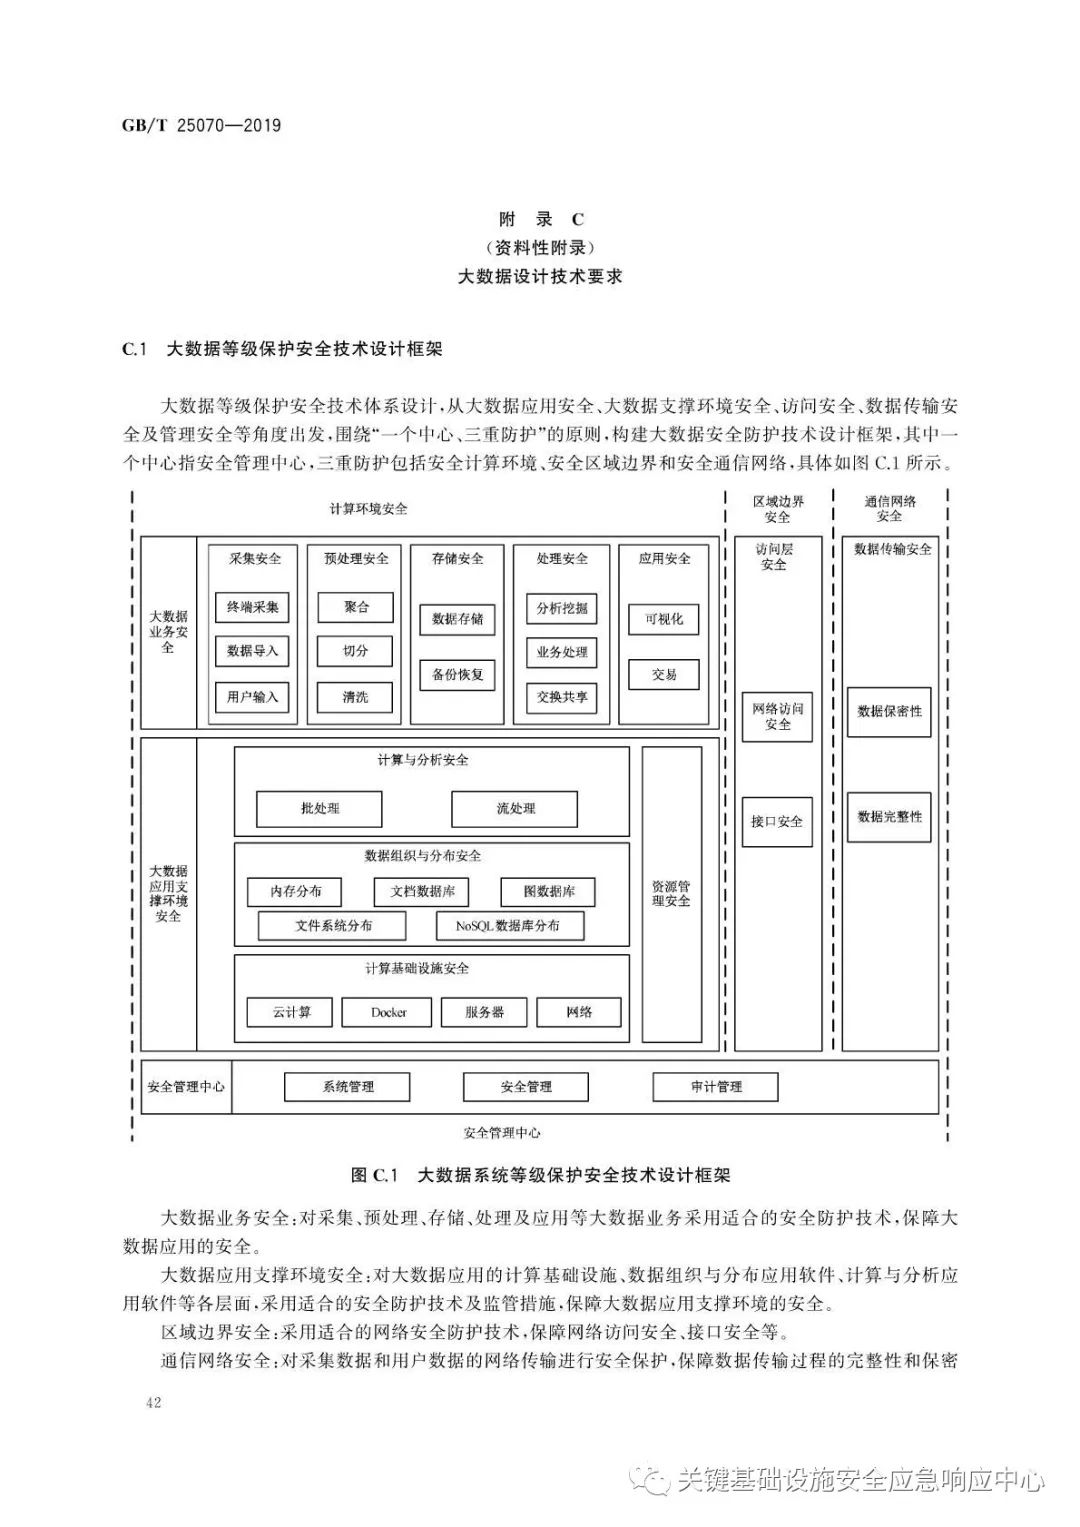 GB/T 25070—2019
附 录 C
（资料性附录）
大数据设计技术要求
C.1 大数据等级保护安全技术设计框架
大数据等级保护安全技术体系设计，从大数据应用安全、大数据支撑环境安全、访问安全、数据传输安
全及管理安全等角度出发，围绕“一个中心、三重防护”的原则，构建大数据安全防护技术设计框架，其中一
个中心指安全管理中心，三重防护包括安全计算环境、安全区域边界和安全通信网络，具体如图 C.1 所示。
计算环境安全
区域边界
安全
通信网络
安全
大数据
业务安
全
采集安全
终端采集
数据导入
用户输入
预处理安全
聚合
切分
清洗
存储安全
数据存储
备份恢复
处理安全
分析挖掘
业务处理
交换共享
应用安全
可视化
交易
访问层
安全
网络访问
安全
接口安全
数据传输安全
数据保密性
数据完整性
大数据
应用支
撑环境
安全
计算与分析安全
批处理
流处理
数据组织与分布安全
内存分布
文档数据库
图数据库
文件系统分布
NoSQL数据库分布
计算基础设施安全
云计算
Docker
服务器
网络
资源管
理安全
安全管理中心
系统管理
安全管理
审计管理
安全管理中心
图 C.1 大数据系统等级保护安全技术设计框架
大数据业务安全：对采集、预处理、存储、处理及应用等大数据业务采用适合的安全防护技术，保障大
数据应用的安全。
大数据应用支撑环境安全：对大数据应用的计算基础设施、数据组织与分布应用软件、计算与分析应
用软件等各层面，采用适合的安全防护技术及监管措施，保障大数据应用支撑环境的安全。
区域边界安全：采用适合的网络安全防护技术，保障网络访问安全、接口安全等。
通信网络安全：对采集数据和用户数据的网络传输进行安全保护，保障数据传输过程的完整性和保密
42
关键基础设施安全应急响应中心